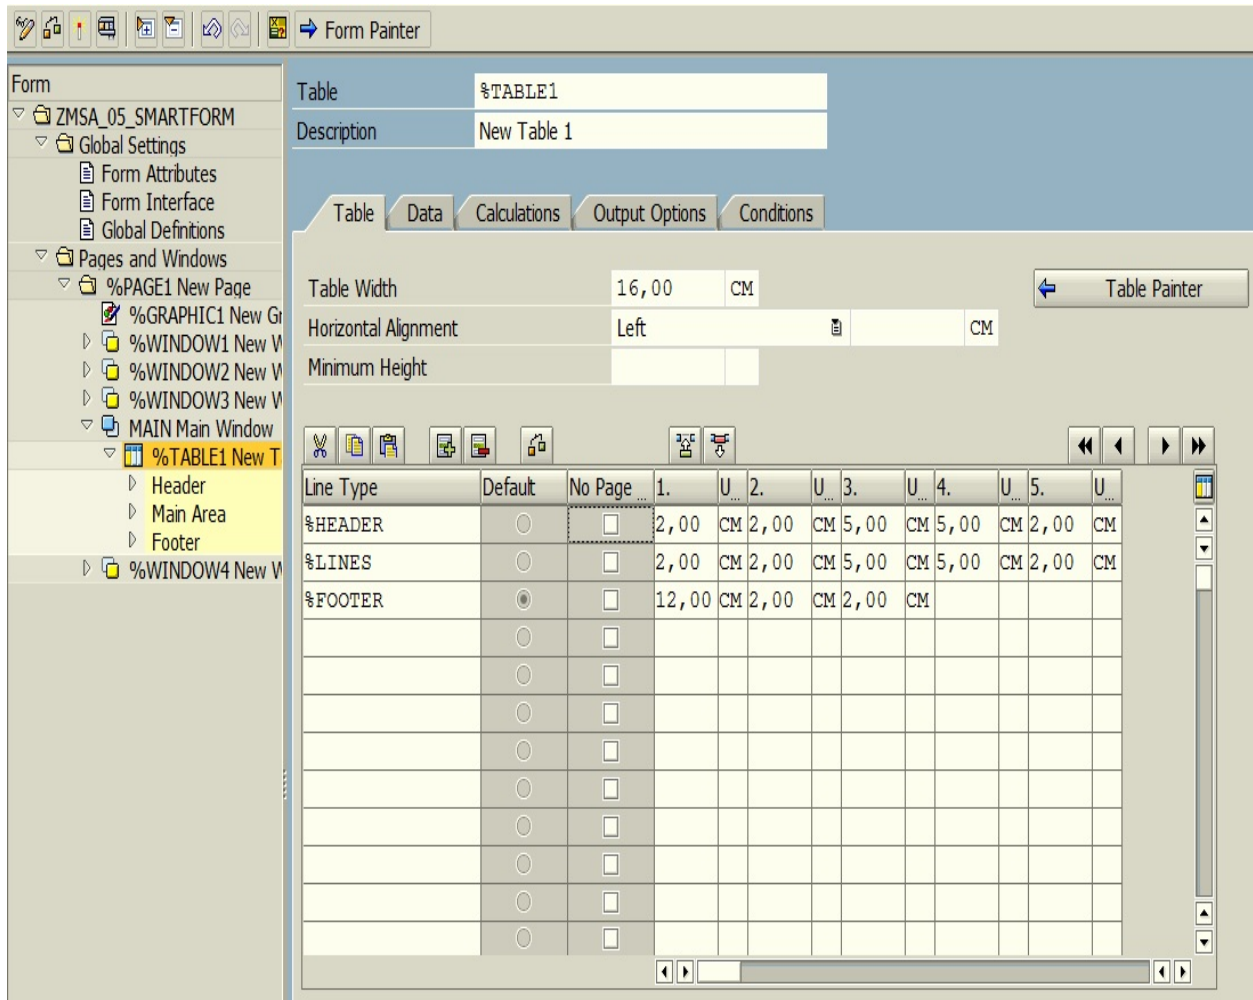 Form Painter
Form
ZMSA_05_SMARTFORM
Global Settings
Form Attributes
Form Interface
Global Definitions
Pages and Windows
%PAGE1 New Page
%GRAPHIC1 New Gr
%WINDOW1 New W
%WINDOW2 New W
%WINDOW3 New W
MAIN Main Window
%TABLE1 New T
Header
Main Area
Footer
%WINDOW4 New W
Table %TABLE1
Description New Table 1
Table Data Calculations Output Options Conditions
Table Width 16,00 CM Table Painter
Horizontal Alignment Left CM
Minimum Height
Line Type Default No Page ... 1. U... 2. U... 3. U... 4. U... 5. U...
%HEADER 2,00 CM 2,00 CM 5,00 CM 5,00 CM 2,00 CM
%LINES 2,00 CM 2,00 CM 5,00 CM 5,00 CM 2,00 CM
%FOOTER 12,00 CM 2,00 CM 2,00 CM